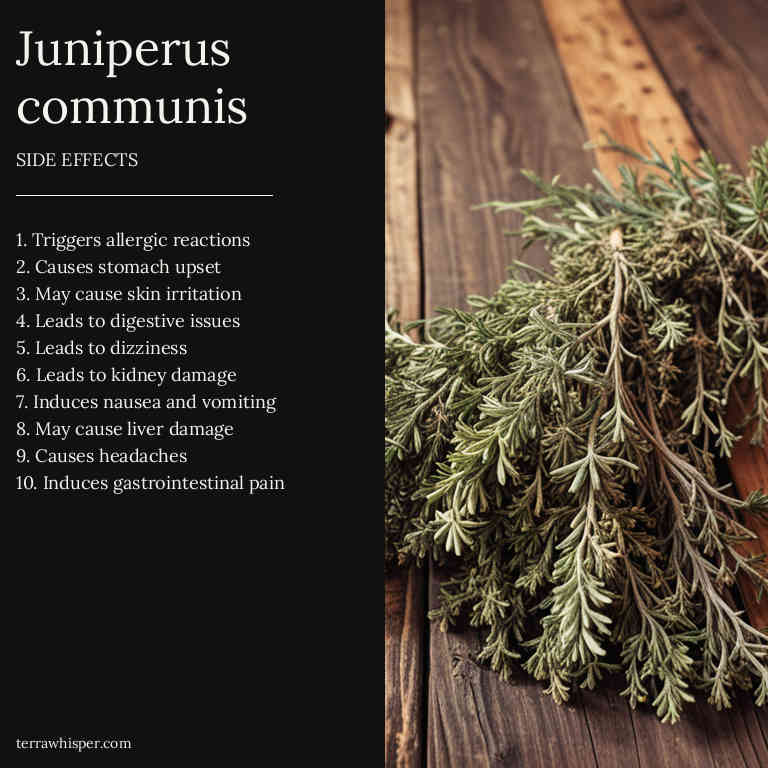 Juniperus
communis
SIDE EFFECTS
1. Triggers allergic reactions
2. Causes stomach upset
3. May cause skin irritation
4. Leads to digestive issues
5. Leads to dizziness
6. Leads to kidney damage
7. Induces nausea and vomiting
8. May cause liver damage
9. Causes headaches
10. Induces gastrointestinal pain
terrawhisper.com